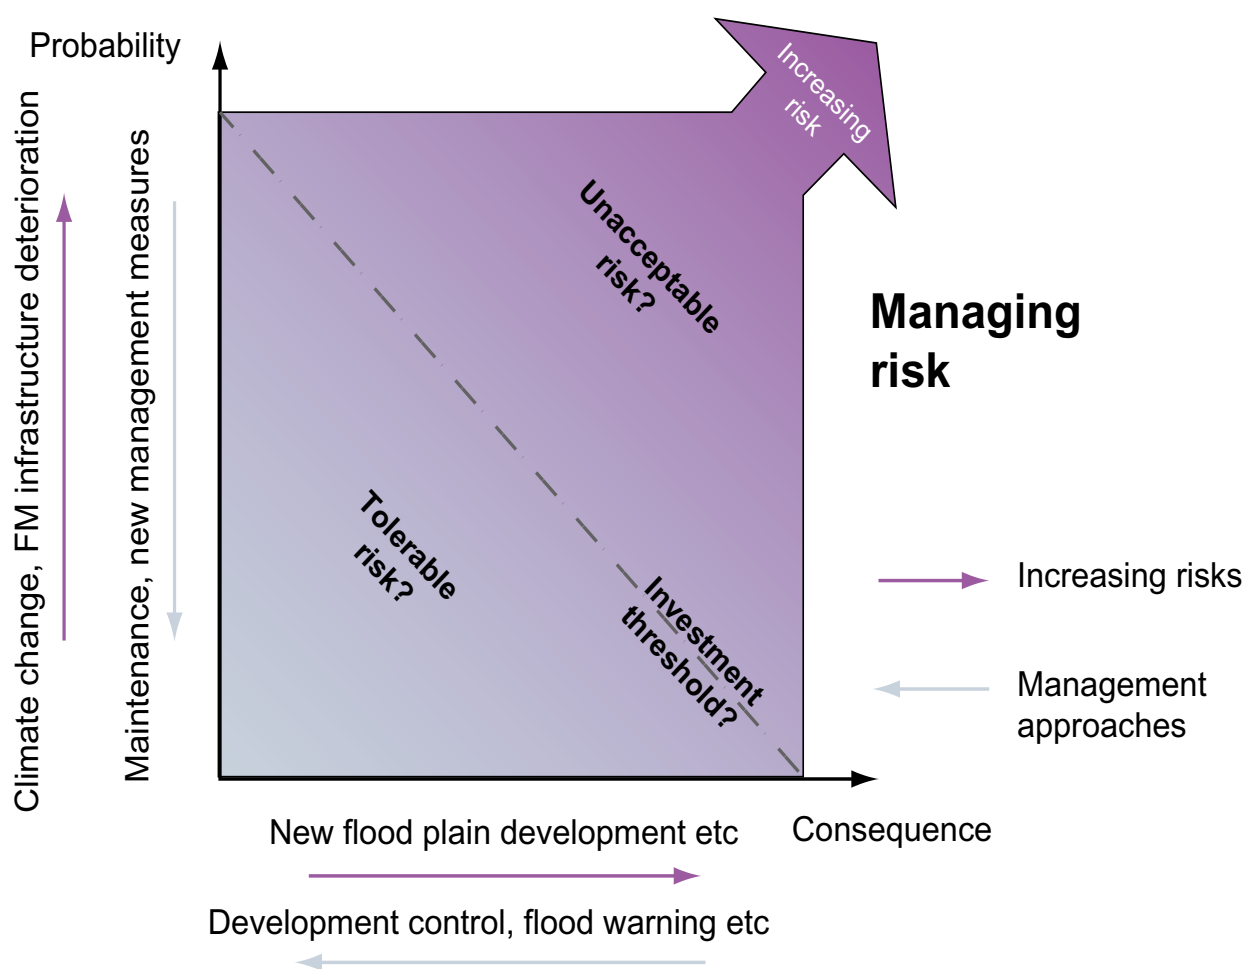 Probability
Increasing
risk
Climate change, FM infrastructure deterioration
Maintenance, new management measures
Unacceptable
risk?
Managing
risk
Tolerable
risk?
Investment
threshold?
Increasing risks
Management
approaches
New flood plain development etc
Consequence
Development control, flood warning etc